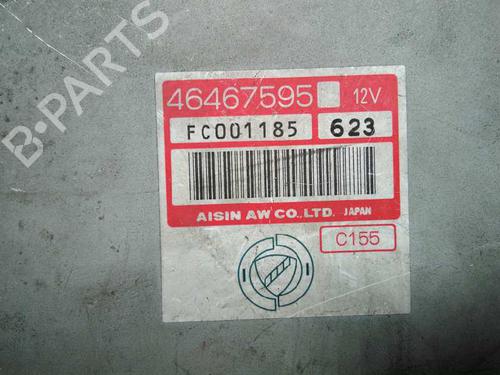 B-PARTS
46467595 12V
FC001185 623
AISIN AW CO., LTD. JAPAN
C155